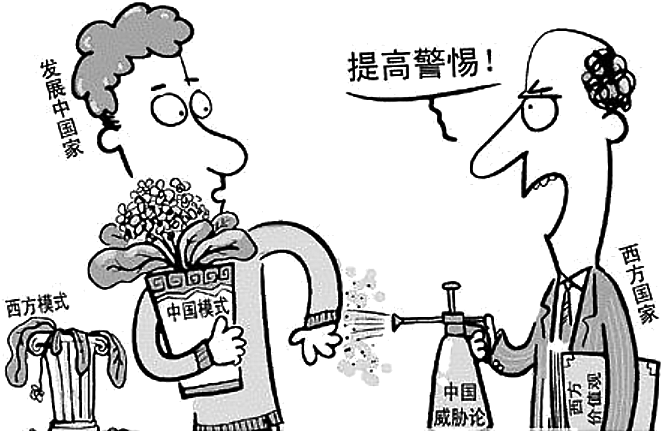 发展中国家
提高警惕！
西方模式
中国模式
西方国家
中国
威胁论
西方
价值观